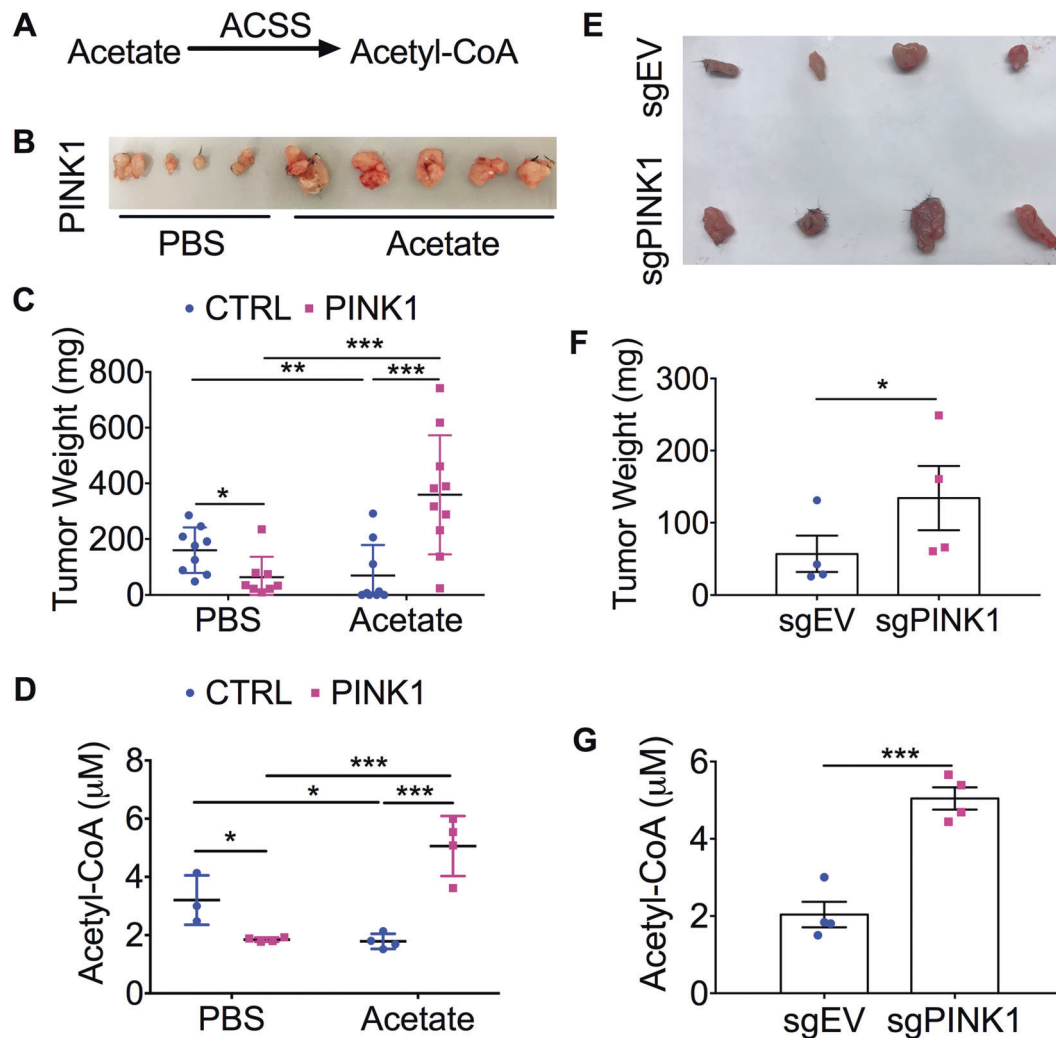 A
ACSS
Acetate
Acetyl-CoA
B
PINK1
PBS
Acetate
C
CTRL
PINK1
Tumor Weight (mg)
800
600
400
200
0
***
**
***
*
PBS
Acetate
D
CTRL
PINK1
Acetyl-CoA (μM)
8
6
4
2
0
***
*
***
*
PBS
Acetate
E
sgEV
sgPINK1
F
Tumor Weight (mg)
300
200
100
0
*
sgEV
sgPINK1
G
Acetyl-CoA (μM)
6
4
2
0
***
sgEV
sgPINK1